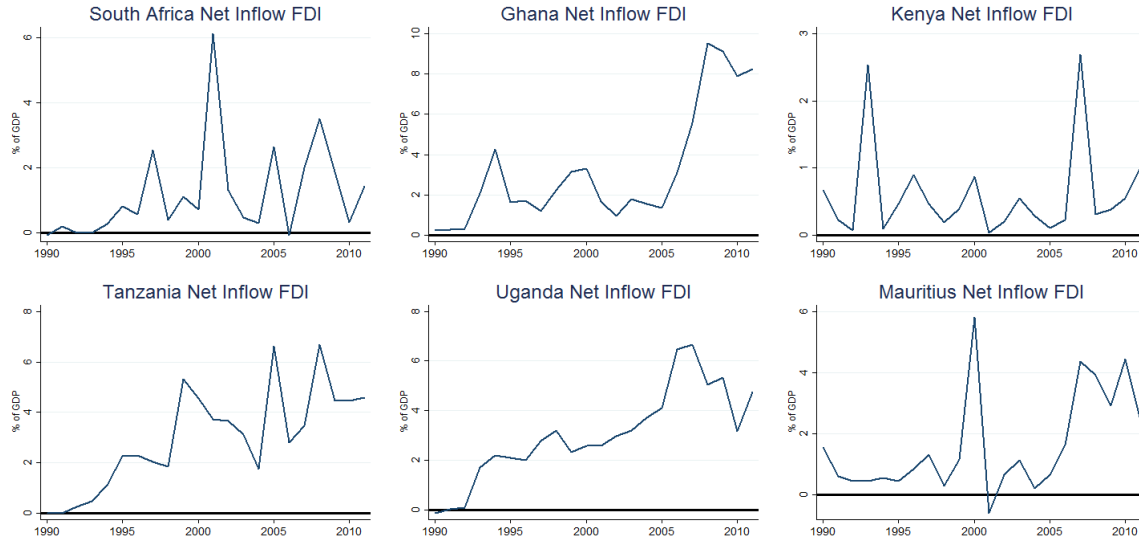 South Africa Net Inflow FDI
% of GDP
6
4
2
0
1990 1995 2000 2005 2010
Ghana Net Inflow FDI
% of GDP
10
8
6
4
2
0
1990 1995 2000 2005 2010
Kenya Net Inflow FDI
% of GDP
3
2
1
0
1990 1995 2000 2005 2010
Tanzania Net Inflow FDI
% of GDP
8
6
4
2
0
1990 1995 2000 2005 2010
Uganda Net Inflow FDI
% of GDP
8
6
4
2
0
1990 1995 2000 2005 2010
Mauritius Net Inflow FDI
% of GDP
6
4
2
0
1990 1995 2000 2005 2010